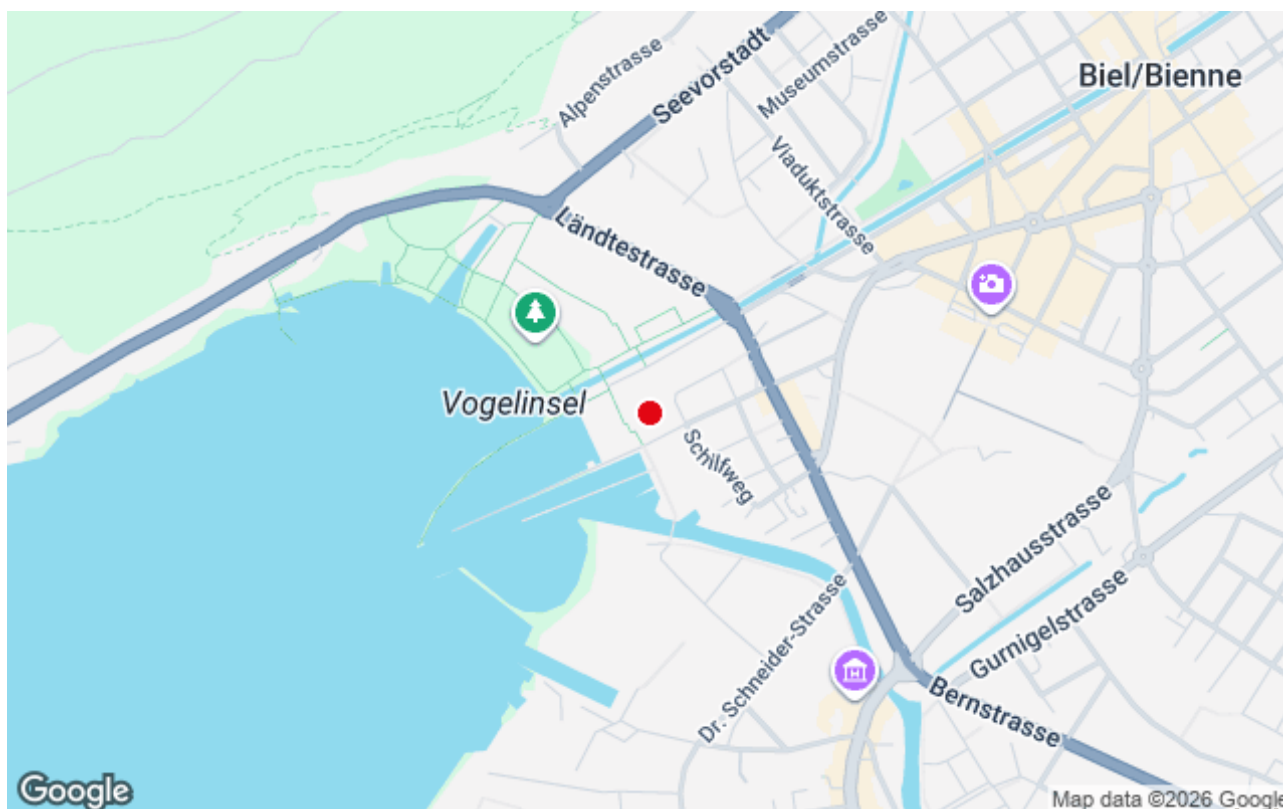 Alpenstrasse
Seevorstadt
Museumstrasse
Biel/Bienne
Viaduktstrasse
Ländtestrasse
Vogelinsel
Schilfweg
Salzhausstrasse
Gurnigelstrasse
Dr. Schneider-Strasse
Bernstrasse
Google
Map data ©2026 Google